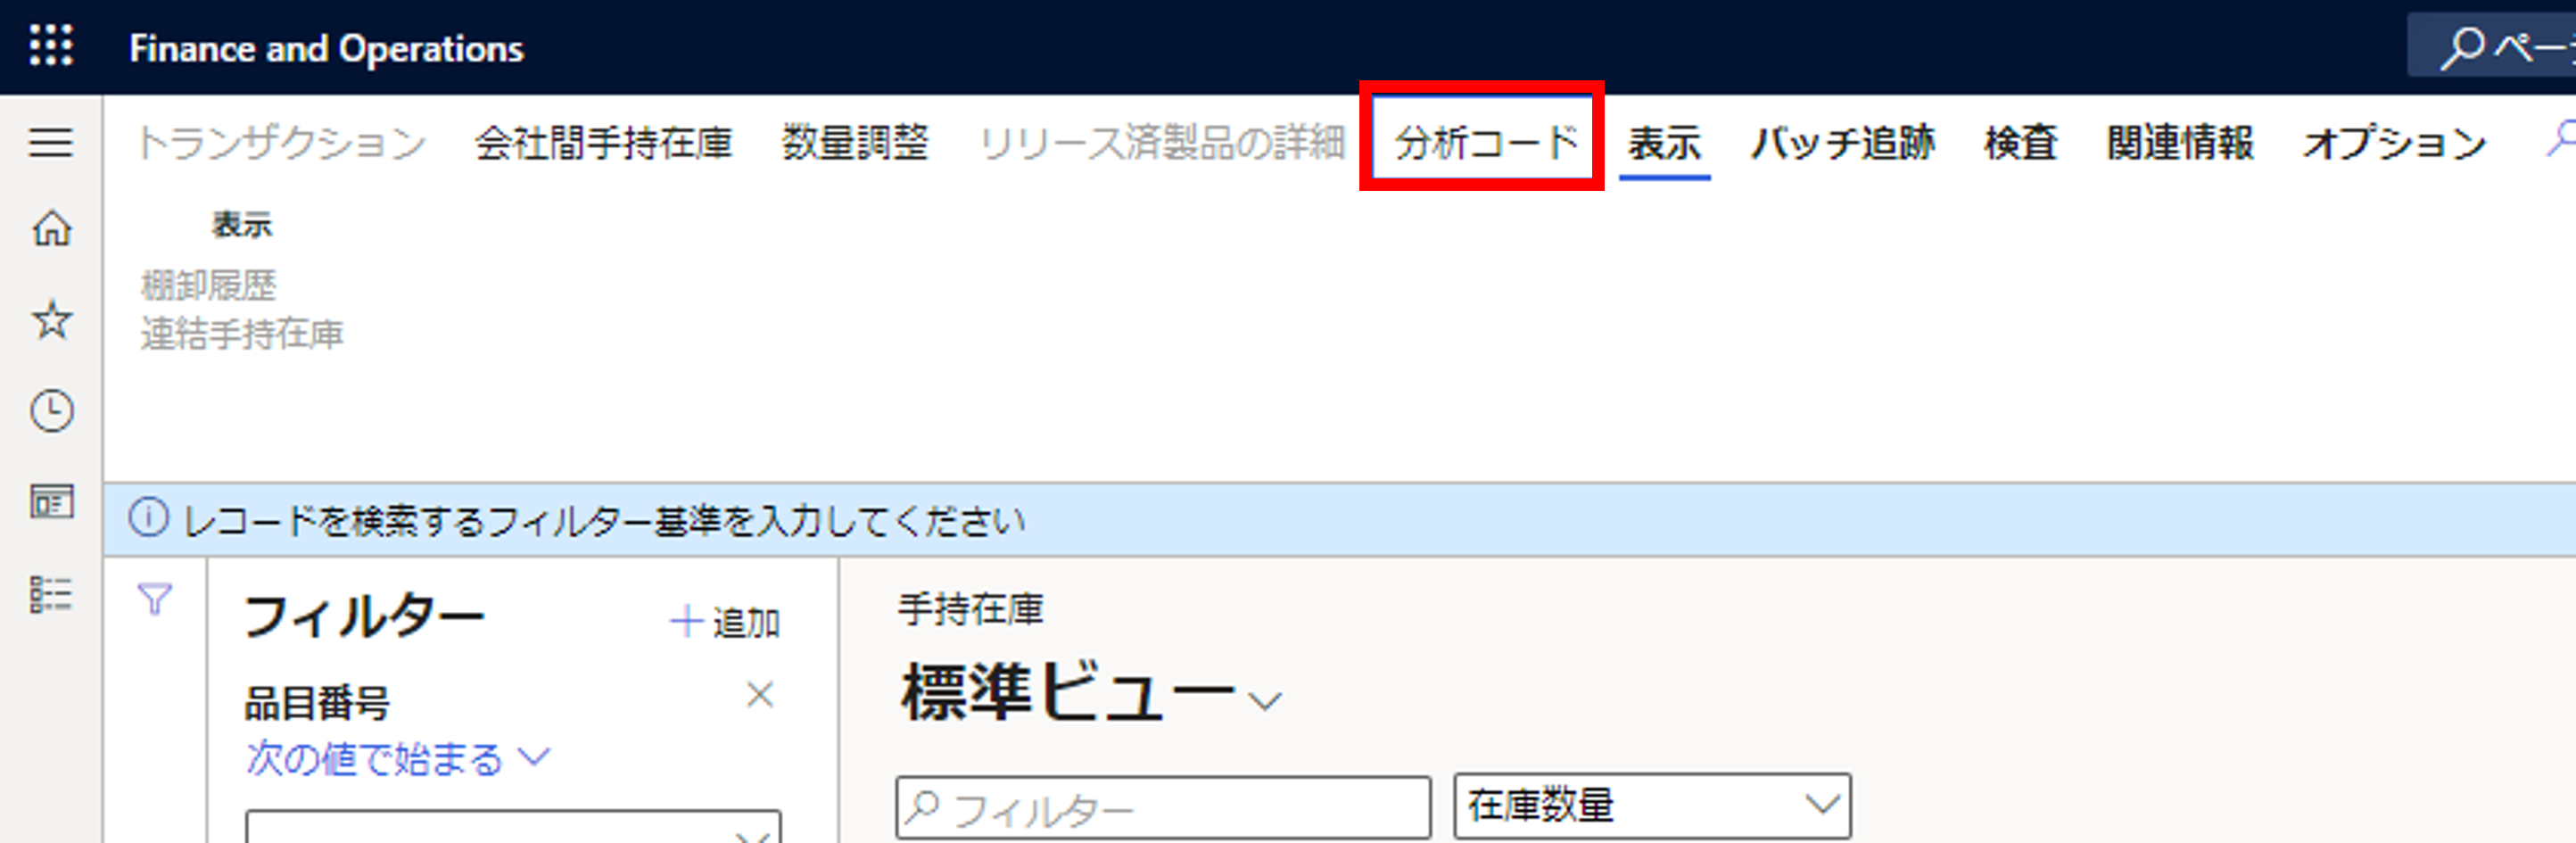 Finance and Operations
トランザクション 会社間手持在庫 数量調整 リリース済製品の詳細 分析コード 表示 バッチ追跡 検査 関連情報 オプション
表示
棚卸履歴
連結手持在庫
レコードを検索するフィルター基準を入力してください
フィルター
+ 追加
品目番号
次の値で始まる
手持在庫
標準ビュー
フィルター
在庫数量